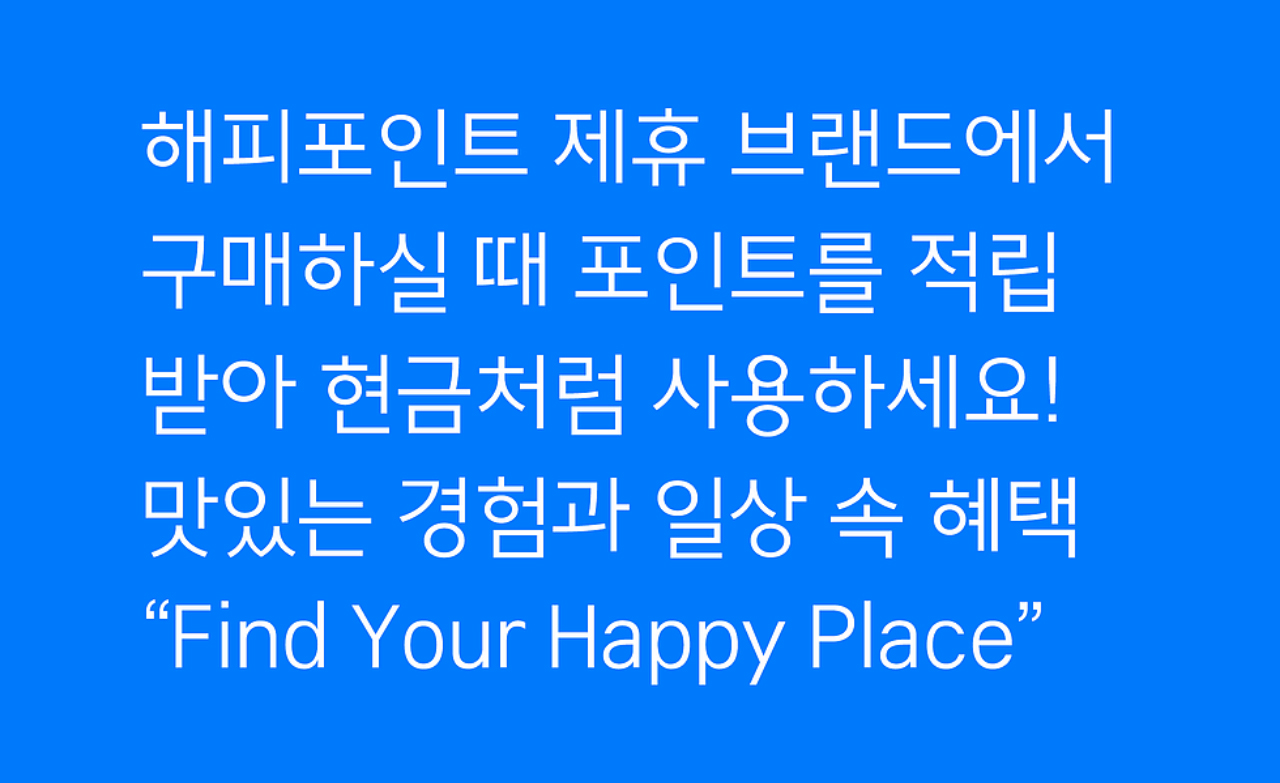 해피포인트 제휴 브랜드에서
구매하실 때 포인트를 적립
받아 현금처럼 사용하세요!
맛있는 경험과 일상 속 혜택
“Find Your Happy Place”